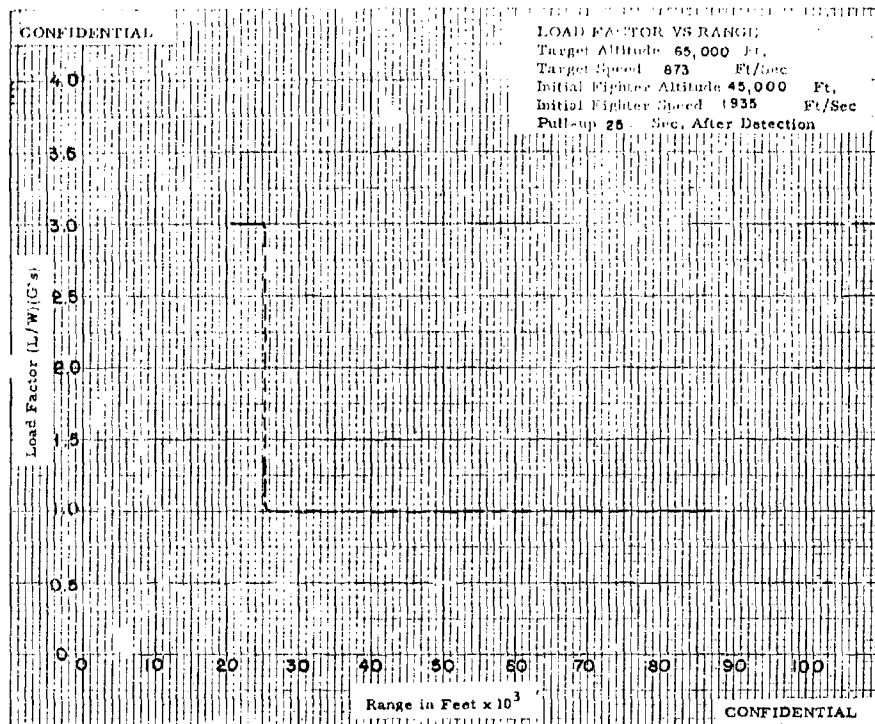 CONFIDENTIAL
LOAD FACTOR VS RANGE
Target Altitude 65,000 Ft.
Target Speed 873 Ft/Sec
Initial Fighter Altitude 45,000 Ft.
Initial Fighter Speed 1935 Ft/Sec
Pull-up 25 Sec. After Detection
4.0
3.5
3.0
2.5
2.0
1.5
1.0
0.5
0
Load Factor (L/W)(G's)
0 10 20 30 40 50 60 70 80 90 100
Range in Feet x 10³
CONFIDENTIAL